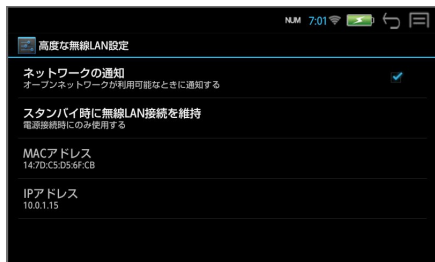 NUM 7:01
高度な無線LAN設定
ネットワークの通知
オープンネットワークが利用可能なときに通知する
スタンバイ時に無線LAN接続を維持
電源接続時にのみ使用する
MACアドレス
14:7D:C5:D5:6F:CB
IPアドレス
10.0.1.15